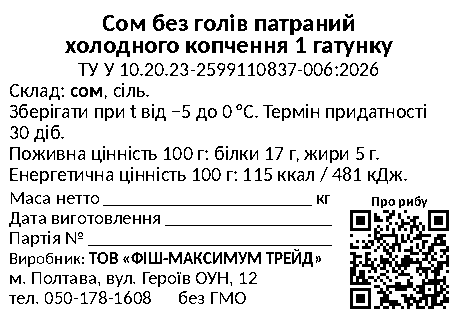 Сом без голів патраний
холодного копчення 1 гатунку
ТУ У 10.20.23-2599110837-006:2026
Склад: сом, сіль.
Зберігати при t від −5 до 0 °С. Термін придатності
30 діб.
Поживна цінність 100 г: білки 17 г, жири 5 г.
Енергетична цінність 100 г: 115 ккал / 481 кДж.
Маса нетто ______________________ кг
Дата виготовлення _________________
Партія № _________________________
Про рибу
Виробник: ТОВ «ФІШ-МАКСИМУМ ТРЕЙД»
м. Полтава, вул. Героїв ОУН, 12
тел. 050-178-1608 без ГМО